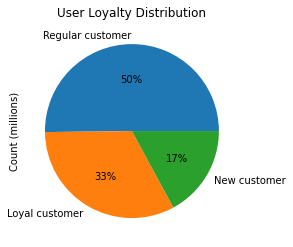 User Loyalty Distribution
Regular customer
50%
Count (millions)
33%
17%
New customer
Loyal customer